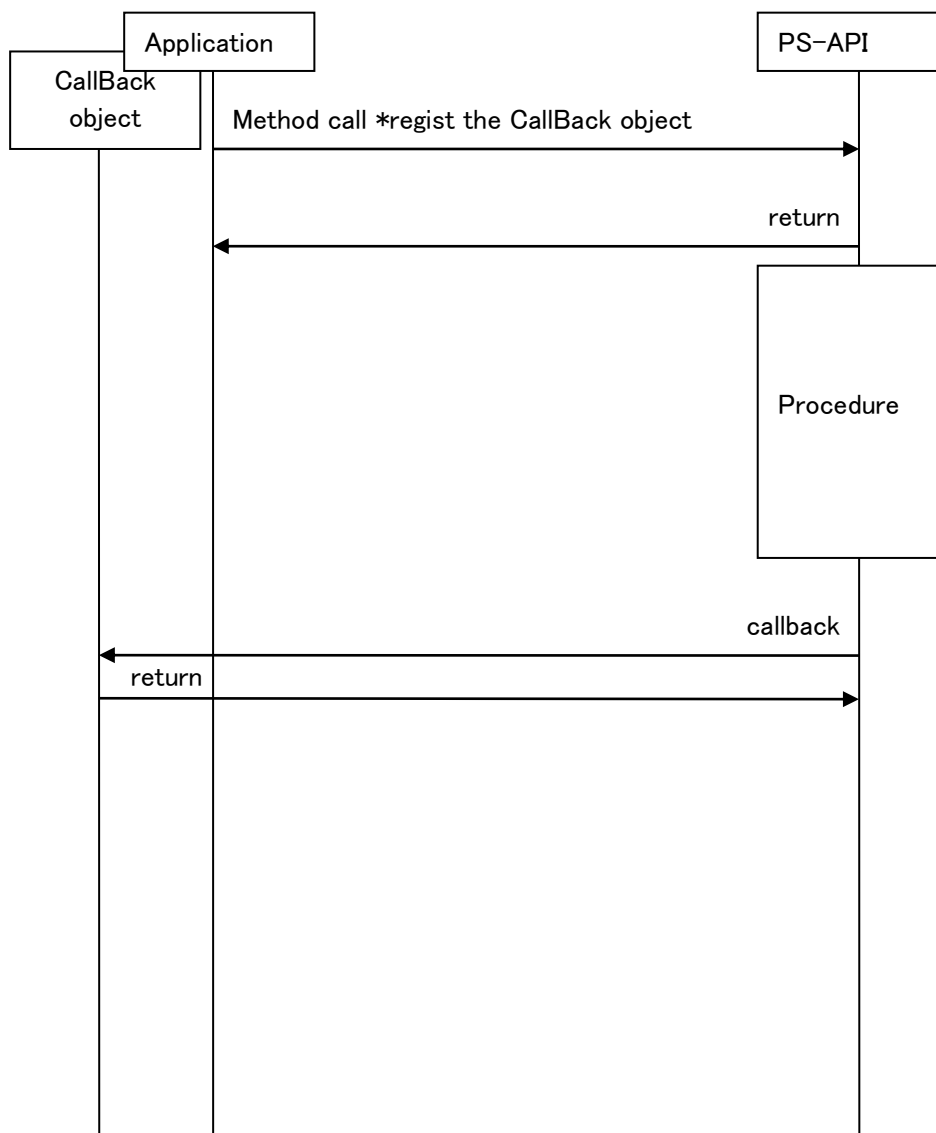 Application
PS-API
CallBack
object
Method call *regist the CallBack object
return
Procedure
callback
return